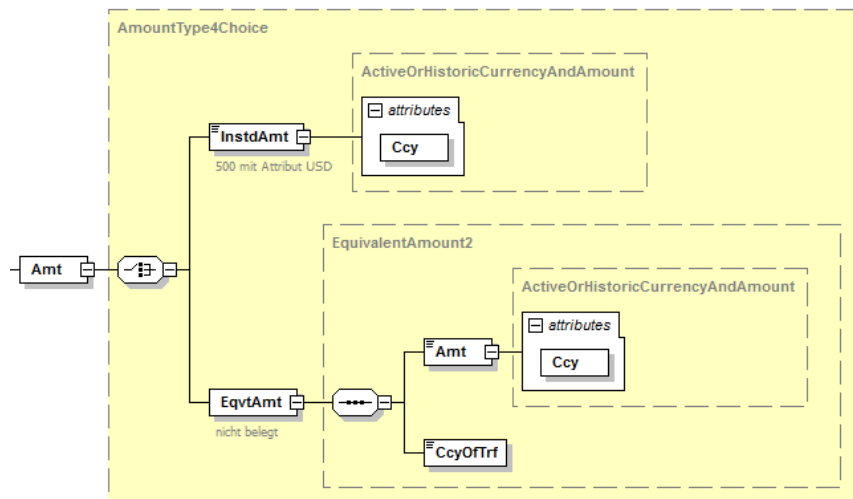 AmountType4Choice
ActiveOrHistoricCurrencyAndAmount
attributes
InstdAmt
Ccy
500 mit Attribut USD
EquivalentAmount2
Amt
ActiveOrHistoricCurrencyAndAmount
attributes
Amt
Ccy
EqvtAmt
nicht belegt
CcyOfTrf